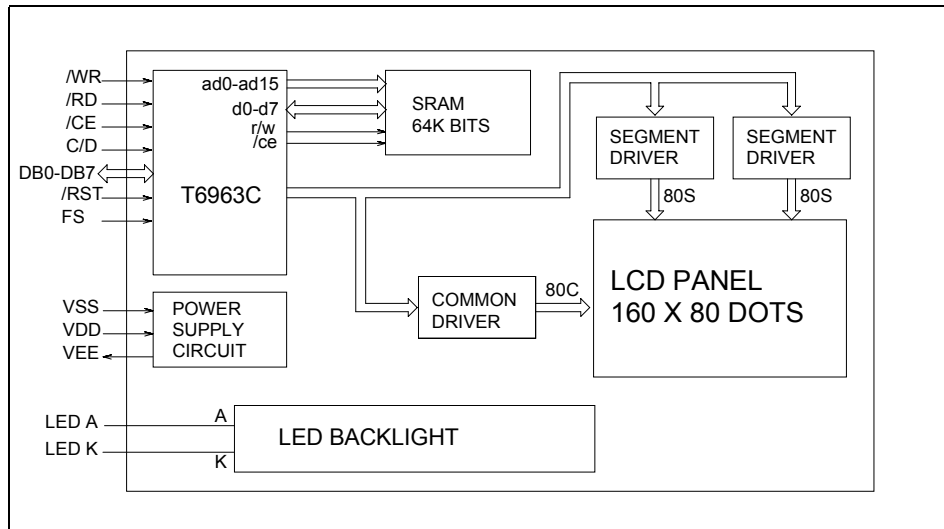 /WR
/RD
/CE
C/D
DB0-DB7
/RST
FS
ad0-ad15
d0-d7
r/w
/ce
T6963C
SRAM
64K BITS
SEGMENT
DRIVER
SEGMENT
DRIVER
80S
80S
LCD PANEL
160 X 80 DOTS
COMMON
DRIVER
80C
VSS
VDD
VEE
POWER
SUPPLY
CIRCUIT
LED A
LED K
A
K
LED BACKLIGHT